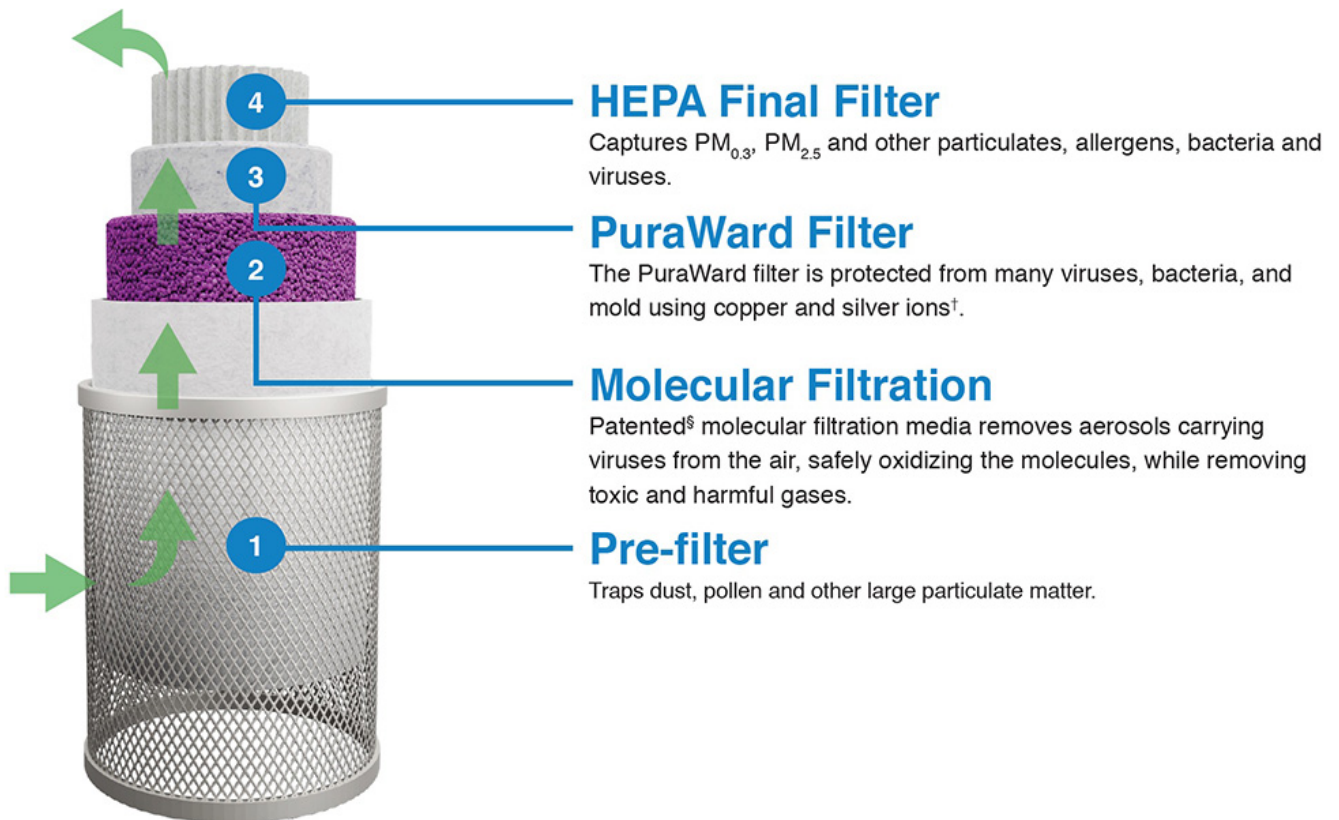 4
HEPA Final Filter
Captures PM0.3, PM2.5 and other particulates, allergens, bacteria and
viruses.
3
PuraWard Filter
The PuraWard filter is protected from many viruses, bacteria, and
mold using copper and silver ions†.
2
Molecular Filtration
Patented§ molecular filtration media removes aerosols carrying
viruses from the air, safely oxidizing the molecules, while removing
toxic and harmful gases.
1
Pre-filter
Traps dust, pollen and other large particulate matter.